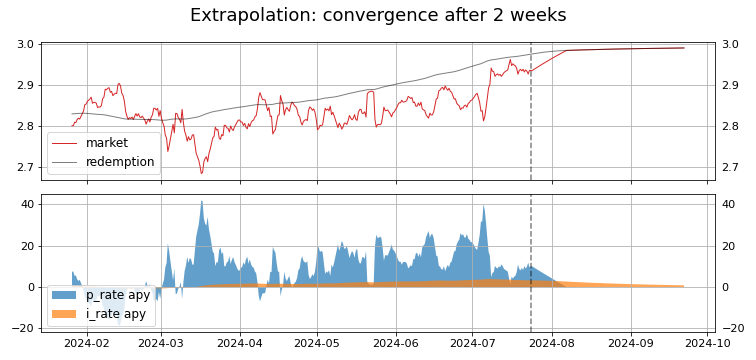 Extrapolation: convergence after 2 weeks
3.0 3.0
2.9 2.9
2.8 2.8
2.7 2.7
market
redemption
40 40
20 20
0 0
−20 −20
p_rate apy
i_rate apy
2024-02 2024-03 2024-04 2024-05 2024-06 2024-07 2024-08 2024-09 2024-10